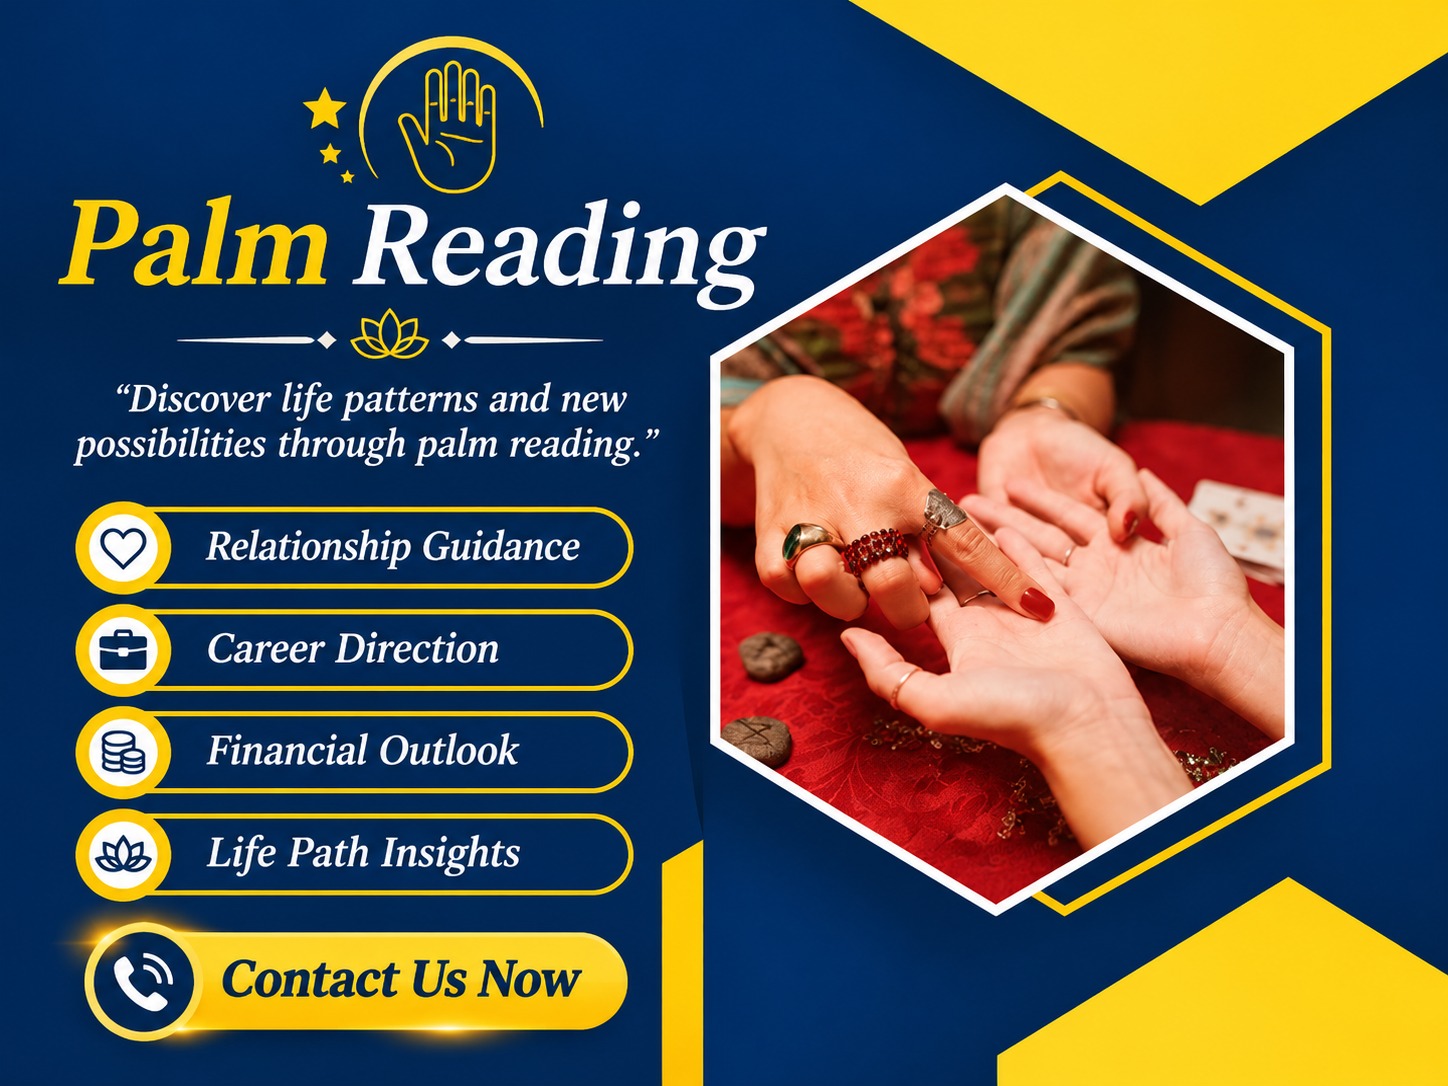 Palm Reading
“Discover life patterns and new
possibilities through palm reading.”
Relationship Guidance
Career Direction
Financial Outlook
Life Path Insights
Contact Us Now